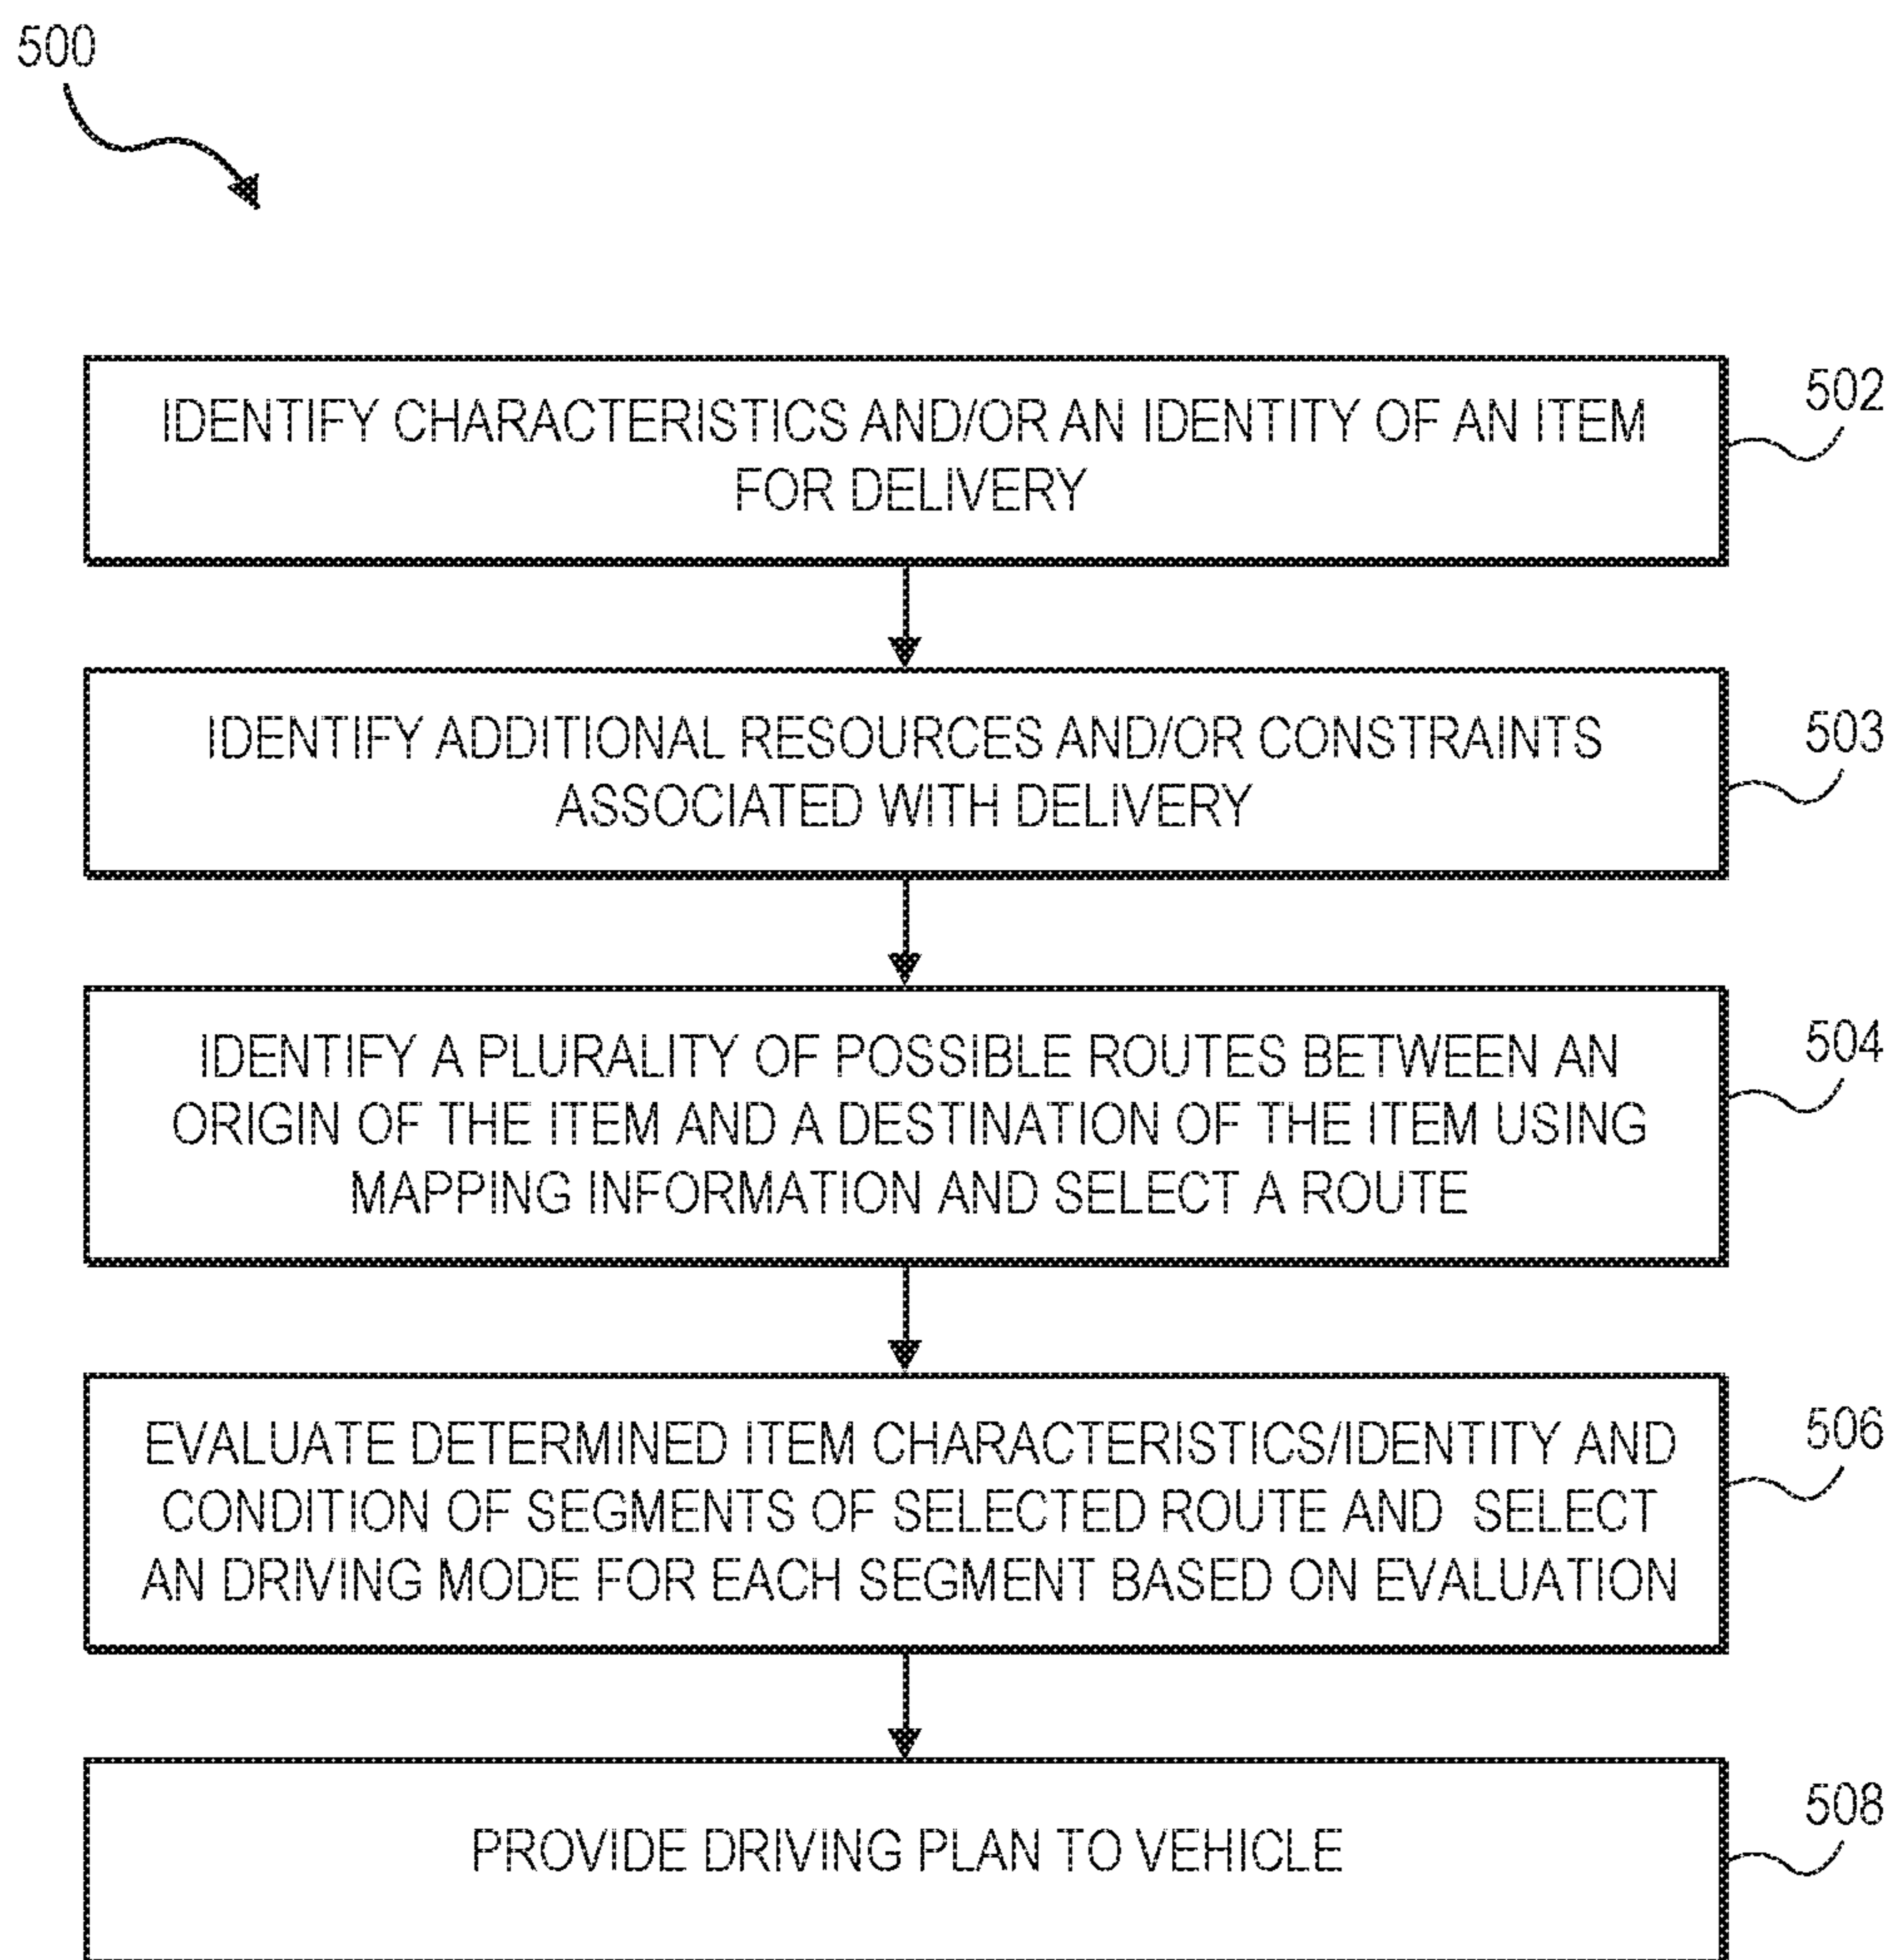 500
IDENTIFY CHARACTERISTICS AND/OR AN IDENTITY OF AN ITEM
FOR DELIVERY
502
IDENTIFY ADDITIONAL RESOURCES AND/OR CONSTRAINTS
ASSOCIATED WITH DELIVERY
503
IDENTIFY A PLURALITY OF POSSIBLE ROUTES BETWEEN AN
ORIGIN OF THE ITEM AND A DESTINATION OF THE ITEM USING
MAPPING INFORMATION AND SELECT A ROUTE
504
EVALUATE DETERMINED ITEM CHARACTERISTICS/IDENTITY AND
CONDITION OF SEGMENTS OF SELECTED ROUTE AND SELECT
AN DRIVING MODE FOR EACH SEGMENT BASED ON EVALUATION
506
PROVIDE DRIVING PLAN TO VEHICLE
508